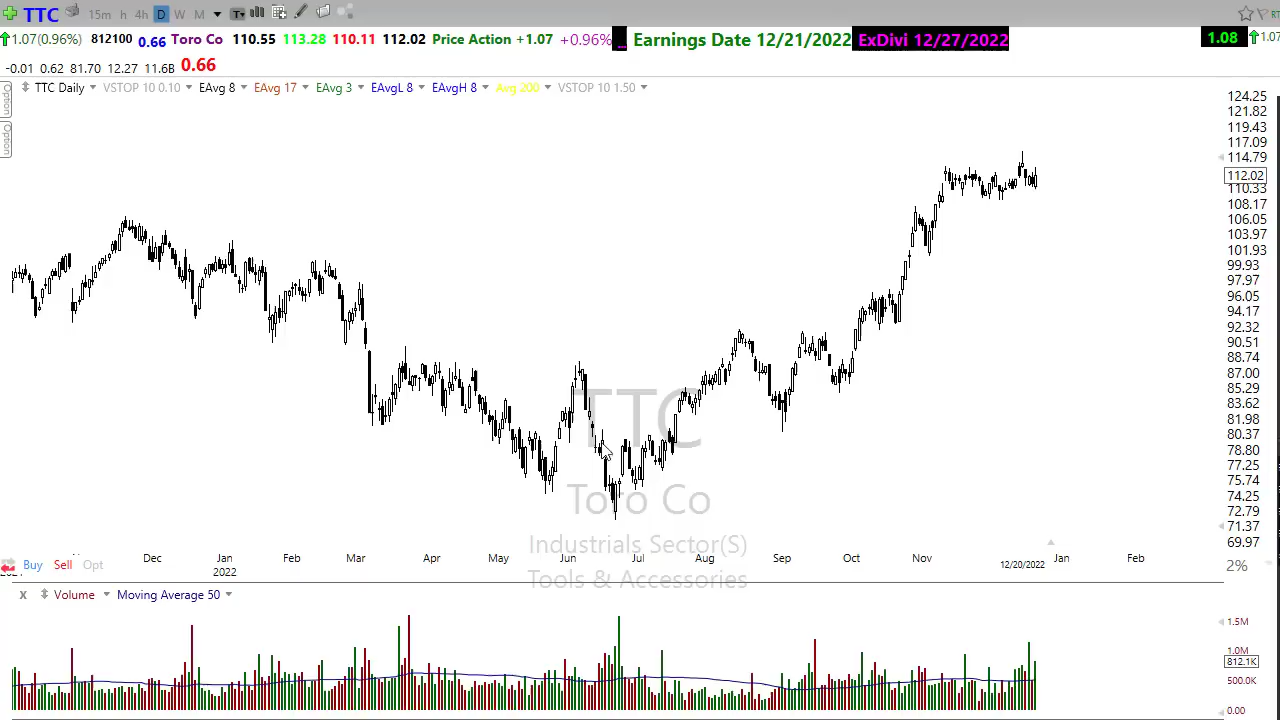 TTC 15m h 4h D W M T
1.07(0.96%) 812100 0.66 Toro Co 110.55 113.28 110.11 112.02 Price Action +1.07 +0.96% Earnings Date 12/21/2022 ExDivi 12/27/2022 1.08 1.07
-0.01 0.62 81.70 12.27 11.6B 0.66
Option
Option
TTC Daily VSTOP 10 0.10 EAvg 8 EAvg 17 EAvg 3 EAvgL 8 EAvgH 8 Avg 200 VSTOP 10 1.50
124.25
121.82
119.43
117.09
114.79
112.02
110.33
108.17
106.05
103.97
101.93
99.93
97.97
96.05
94.17
92.32
90.51
88.74
87.00
85.29
83.62
81.98
80.37
78.80
77.25
75.74
74.25
72.79
71.37
69.97
TTC
Toro Co
Industrials Sector(S)
Tools & Accessories
Dec Jan Feb Mar Apr May Jun Jul Aug Sep Oct Nov 12/20/2022 Jan Feb
2022
Buy Sell Opt
2%
x Volume Moving Average 50
1.5M
1.0M
812.1K
500.0K
0.00